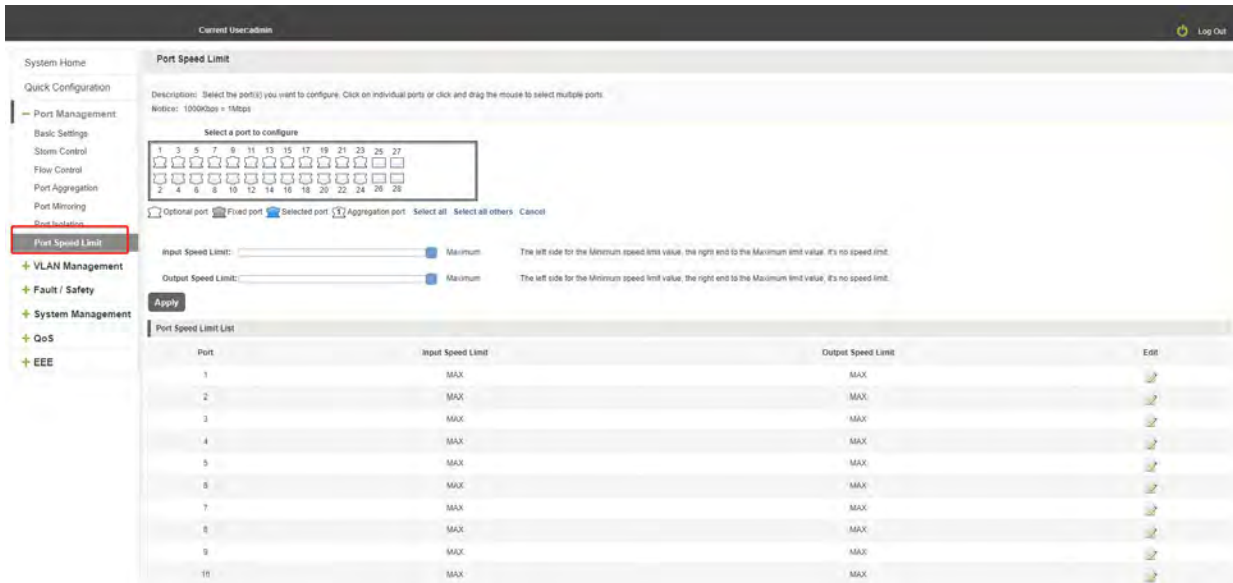 Current User:admin
Log Out
System Home
Quick Configuration
Port Management
Basic Settings
Storm Control
Flow Control
Port Aggregation
Port Mirroring
Port Isolation
Port Speed Limit
VLAN Management
Fault / Safety
System Management
QoS
EEE
Port Speed Limit
Description: Select the port(s) you want to configure. Click on individual ports or click and drag the mouse to select multiple ports.
Notice: 1000Kbps = 1Mbps
Select a port to configure
1 3 5 7 9 11 13 15 17 19 21 23 25 27
2 4 6 8 10 12 14 16 18 20 22 24 26 28
Optional port Fixed port Selected port 1 Aggregation port Select all Select all others Cancel
Input Speed Limit: Maximum The left side for the Minimum speed limit value, the right end to the Maximum limit value, it's no speed limit.
Output Speed Limit: Maximum The left side for the Minimum speed limit value, the right end to the Maximum limit value, it's no speed limit.
Apply
Port Speed Limit List
Port Input Speed Limit Output Speed Limit Edit
1 MAX MAX
2 MAX MAX
3 MAX MAX
4 MAX MAX
5 MAX MAX
6 MAX MAX
7 MAX MAX
8 MAX MAX
9 MAX MAX
10 MAX MAX